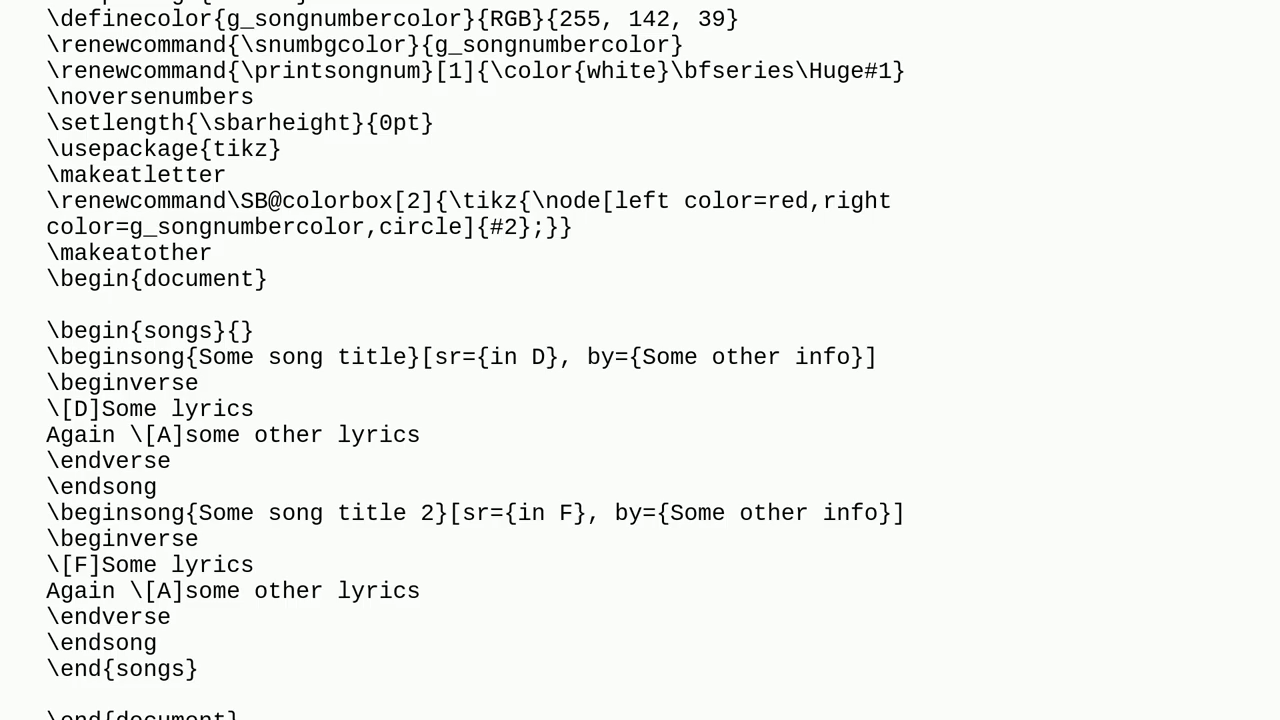 \definecolor{g_songnumbercolor}{RGB}{255, 142, 39}
\renewcommand{\snumbgcolor}{g_songnumbercolor}
\renewcommand{\printsongnum}[1]{\color{white}\bfseries\Huge#1}
\noversenumbers
\setlength{\sbarheight}{0pt}
\usepackage{tikz}
\makeatletter
\renewcommand\SB@colorbox[2]{\tikz{\node[left color=red,right
color=g_songnumbercolor,circle]{#2};}}
\makeatother
\begin{document}

\begin{songs}{}
\beginsong{Some song title}[sr={in D}, by={Some other info}]
\beginverse
\[D]Some lyrics
Again \[A]some other lyrics
\endverse
\endsong
\beginsong{Some song title 2}[sr={in F}, by={Some other info}]
\beginverse
\[F]Some lyrics
Again \[A]some other lyrics
\endverse
\endsong
\end{songs}

\end{document}